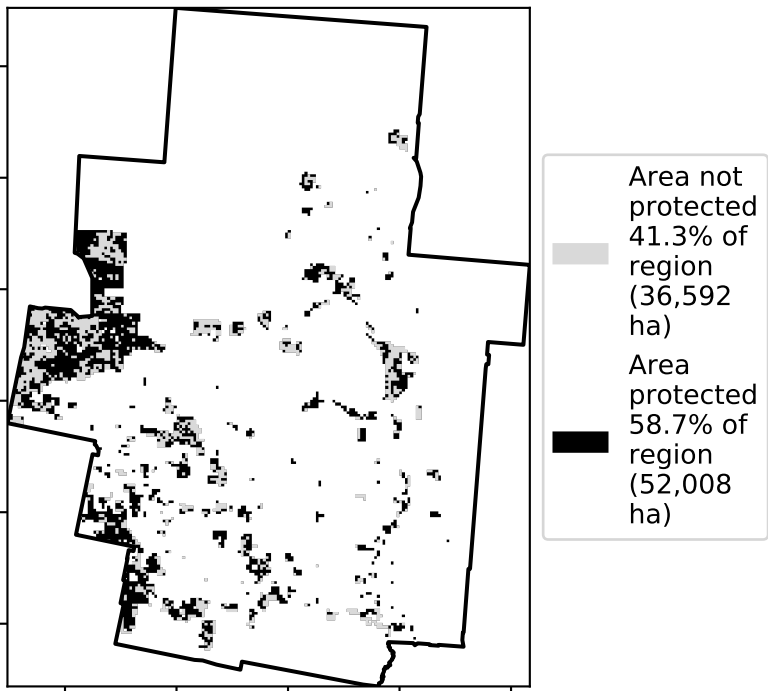 Area not
protected
41.3% of
region
(36,592
ha)
Area
protected
58.7% of
region
(52,008
ha)